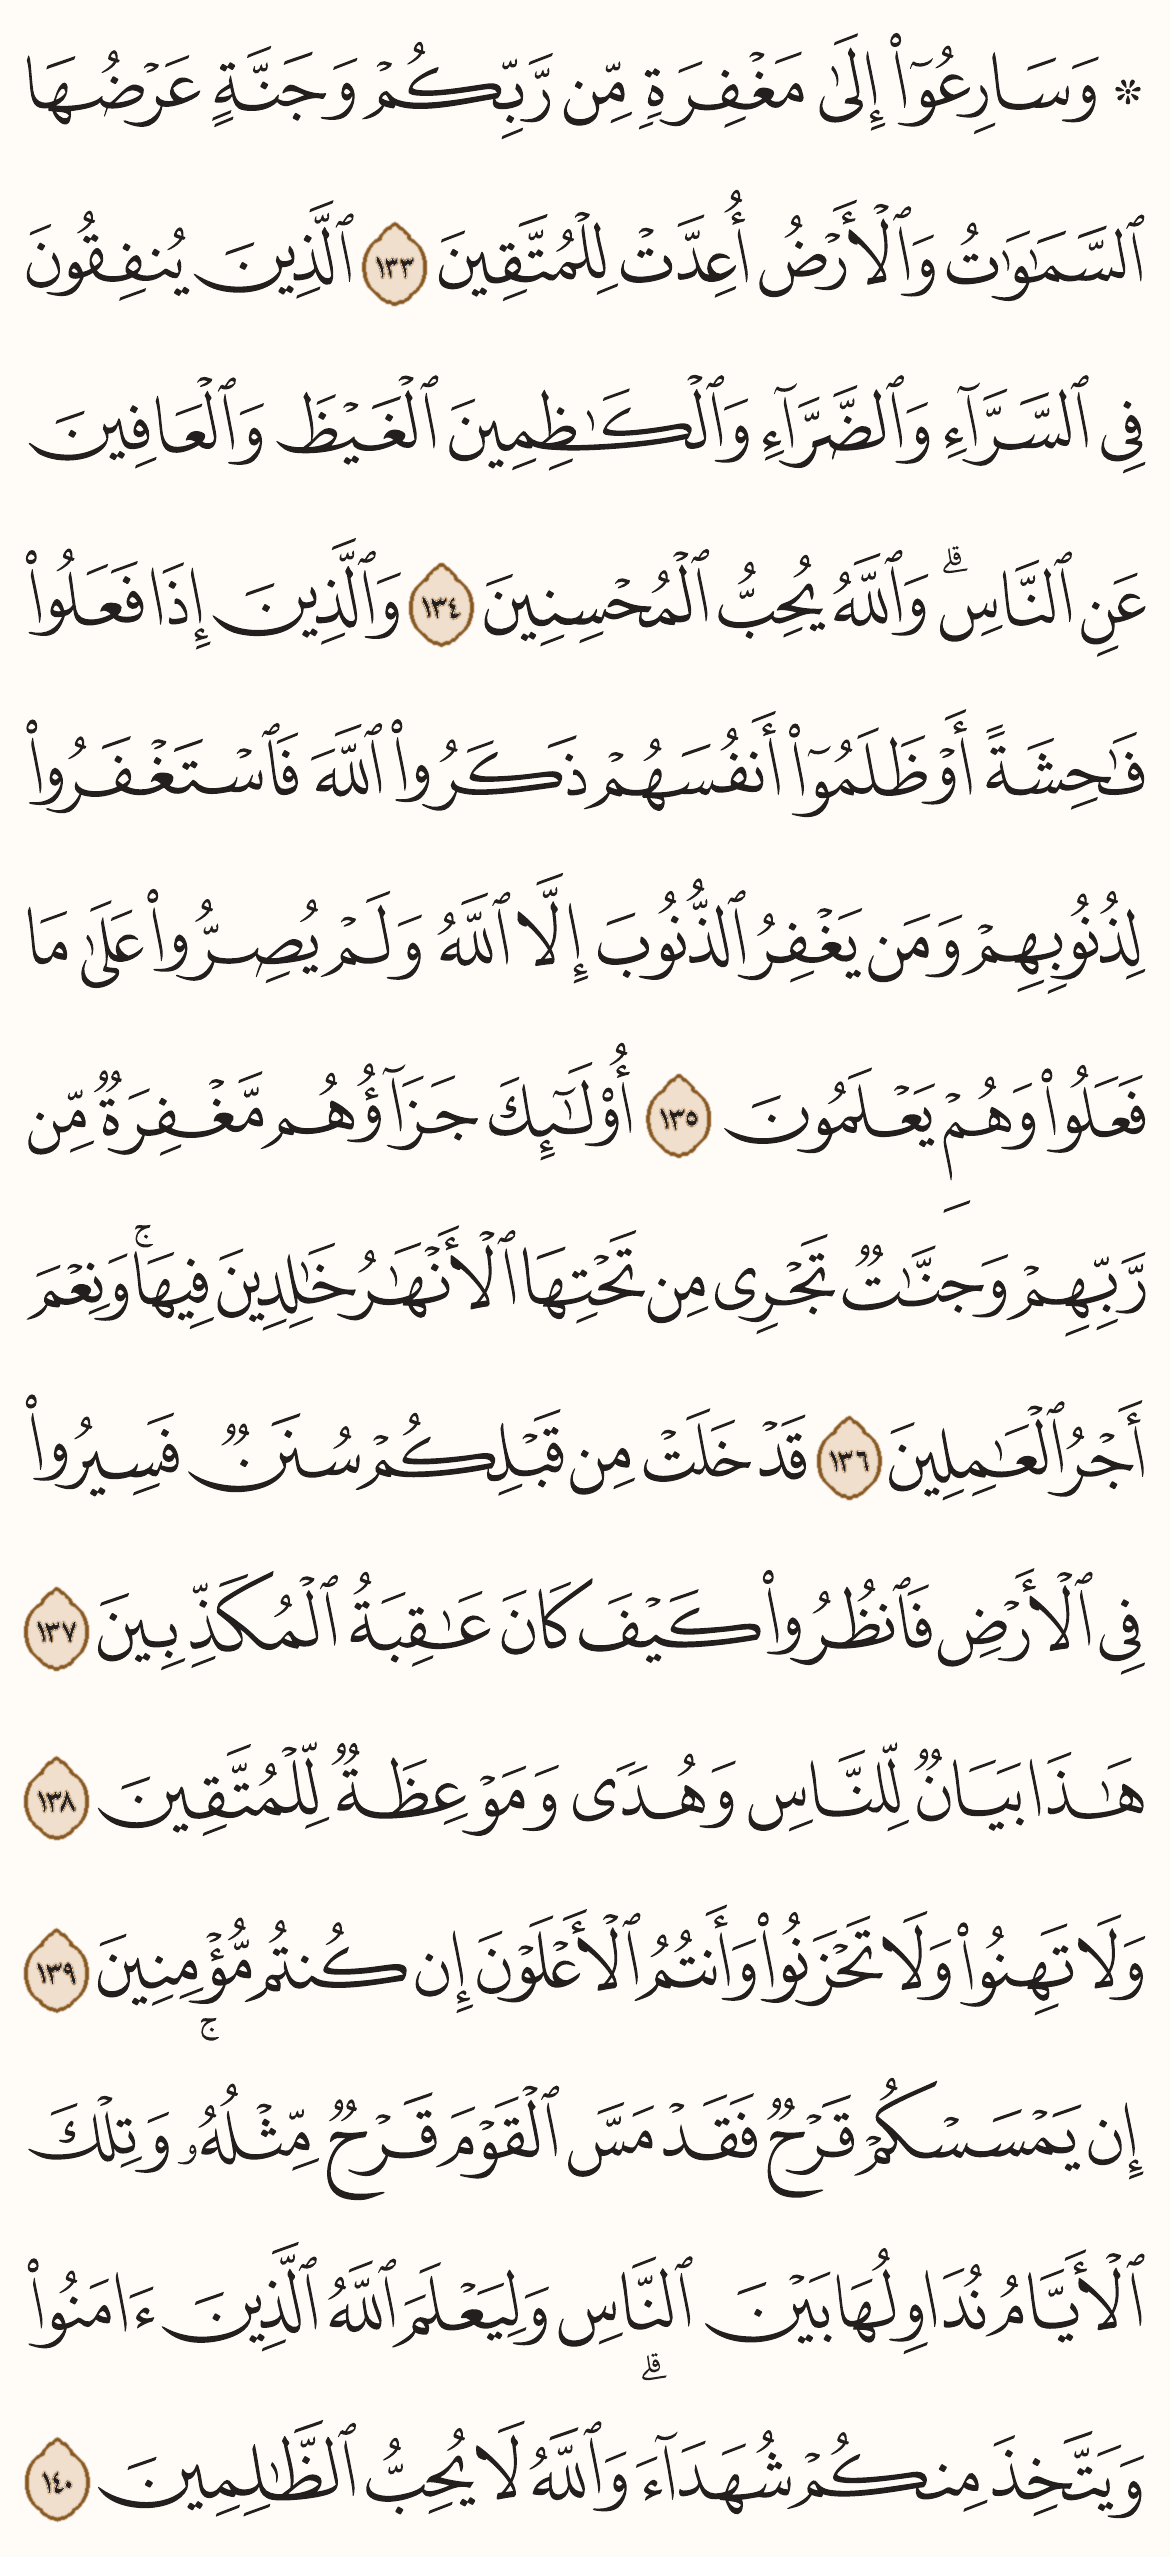 ۞ وَسَارِعُوٓا۟ إِلَىٰ مَغْفِرَةٍ مِّن رَّبِّكُمْ وَجَنَّةٍ عَرْضُهَا
ٱلسَّمَـٰوَٰتُ وَٱلْأَرْضُ أُعِدَّتْ لِلْمُتَّقِينَ ١٣٣ ٱلَّذِينَ يُنفِقُونَ
فِى ٱلسَّرَّآءِ وَٱلضَّرَّآءِ وَٱلْكَـٰظِمِينَ ٱلْغَيْظَ وَٱلْعَافِينَ
عَنِ ٱلنَّاسِ ۗ وَٱللَّهُ يُحِبُّ ٱلْمُحْسِنِينَ ١٣٤ وَٱلَّذِينَ إِذَا فَعَلُوا۟
فَـٰحِشَةً أَوْ ظَلَمُوٓا۟ أَنفُسَهُمْ ذَكَرُوا۟ ٱللَّهَ فَٱسْتَغْفَرُوا۟
لِذُنُوبِهِمْ وَمَن يَغْفِرُ ٱلذُّنُوبَ إِلَّا ٱللَّهُ وَلَمْ يُصِرُّوا۟ عَلَىٰ مَا
فَعَلُوا۟ وَهُمْ يَعْلَمُونَ ١٣٥ أُو۟لَـٰٓئِكَ جَزَآؤُهُم مَّغْفِرَةٌ مِّن
رَّبِّهِمْ وَجَنَّـٰتٌ تَجْرِى مِن تَحْتِهَا ٱلْأَنْهَـٰرُ خَـٰلِدِينَ فِيهَا ۚ وَنِعْمَ
أَجْرُ ٱلْعَـٰمِلِينَ ١٣٦ قَدْ خَلَتْ مِن قَبْلِكُمْ سُنَنٌ فَسِيرُوا۟
فِى ٱلْأَرْضِ فَٱنظُرُوا۟ كَيْفَ كَانَ عَـٰقِبَةُ ٱلْمُكَذِّبِينَ ١٣٧
هَـٰذَا بَيَانٌ لِّلنَّاسِ وَهُدًى وَمَوْعِظَةٌ لِّلْمُتَّقِينَ ١٣٨
وَلَا تَهِنُوا۟ وَلَا تَحْزَنُوا۟ وَأَنتُمُ ٱلْأَعْلَوْنَ إِن كُنتُم مُّؤْمِنِينَ ١٣٩
إِن يَمْسَسْكُمْ قَرْحٌ فَقَدْ مَسَّ ٱلْقَوْمَ قَرْحٌ مِّثْلُهُۥ ۚ وَتِلْكَ
ٱلْأَيَّامُ نُدَاوِلُهَا بَيْنَ ٱلنَّاسِ وَلِيَعْلَمَ ٱللَّهُ ٱلَّذِينَ ءَامَنُوا۟
وَيَتَّخِذَ مِنكُمْ شُهَدَآءَ ۗ وَٱللَّهُ لَا يُحِبُّ ٱلظَّـٰلِمِينَ ١٤٠